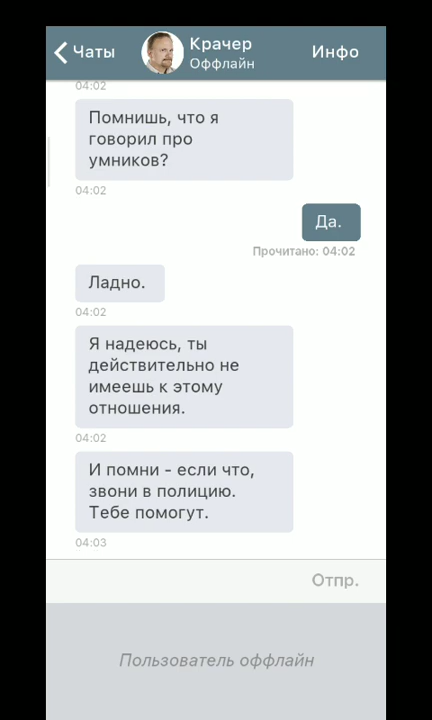 Чаты
Крачер
Оффлайн
Инфо
04:02
Помнишь, что я
говорил про
умников?
04:02
Да.
Прочитано: 04:02
Ладно.
04:02
Я надеюсь, ты
действительно не
имеешь к этому
отношения.
04:02
И помни - если что,
звони в полицию.
Тебе помогут.
04:03
Отпр.
Пользователь оффлайн